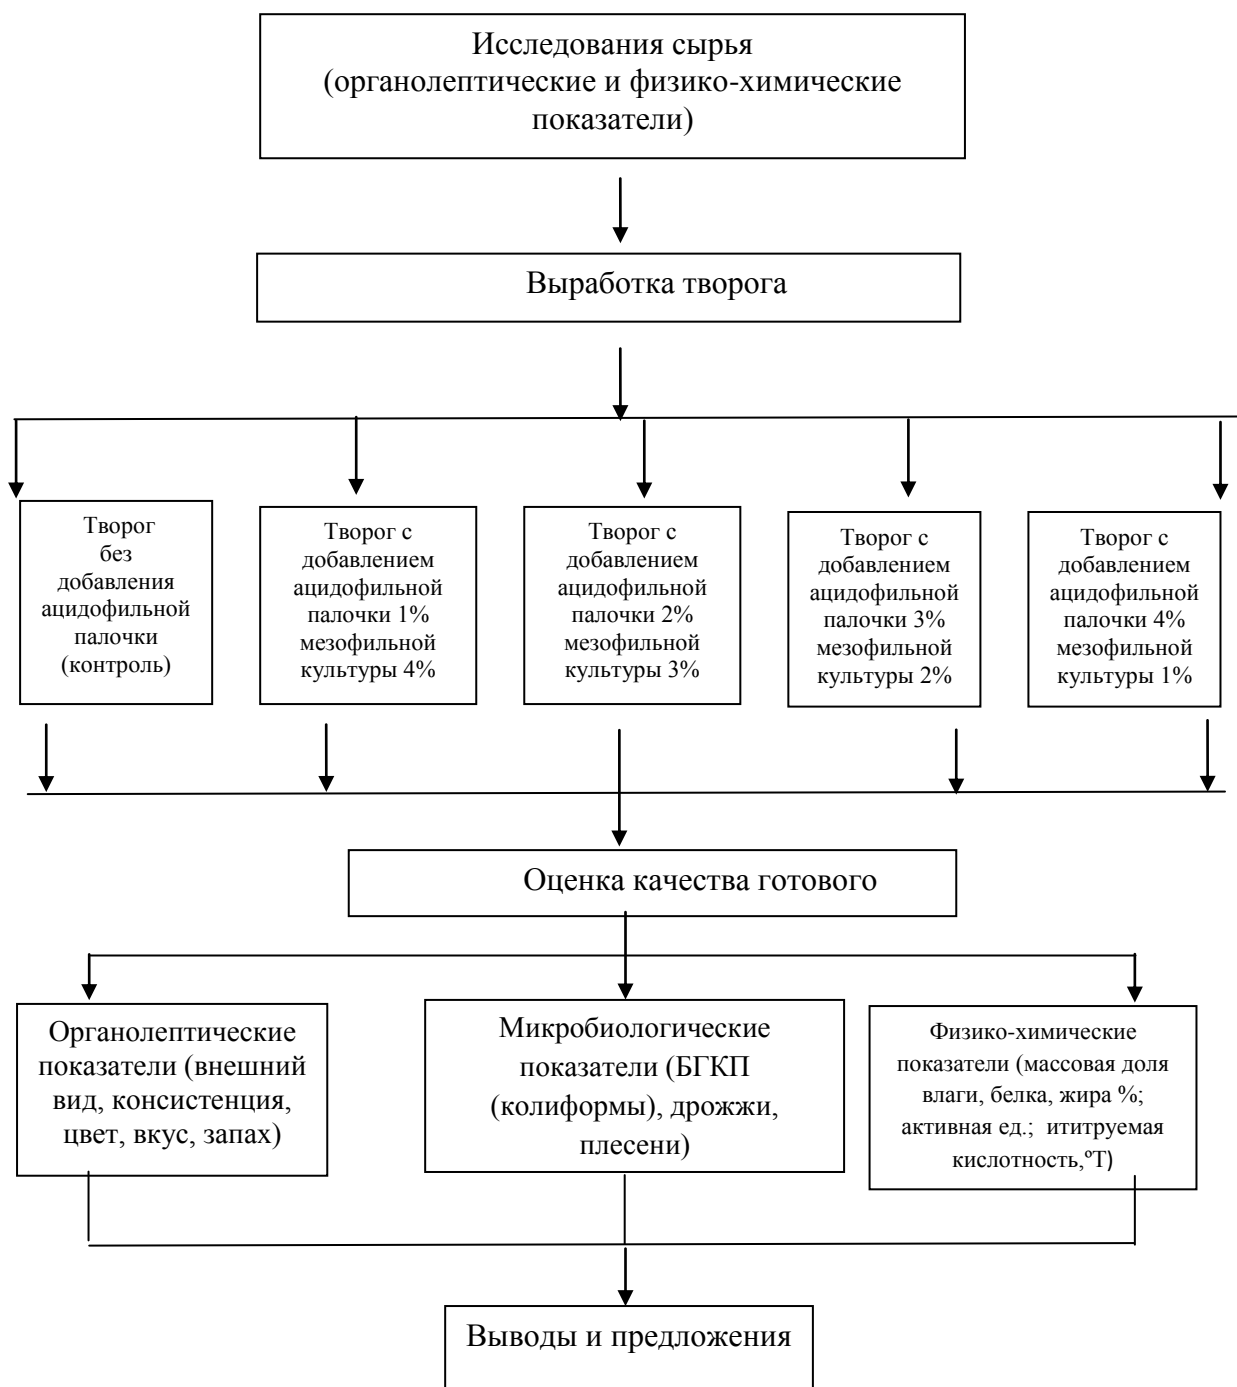 Исследования сырья
(органолептические и физико-химические
показатели)
Выработка творога
Творог
без
добавления
ацидофильной
палочки
(контроль)
Творог с
добавлением
ацидофильной
палочки 1%
мезофильной
культуры 4%
Творог с
добавлением
ацидофильной
палочки 2%
мезофильной
культуры 3%
Творог с
добавлением
ацидофильной
палочки 3%
мезофильной
культуры 2%
Творог с
добавлением
ацидофильной
палочки 4%
мезофильной
культуры 1%
Оценка качества готового
Органолептические
показатели (внешний
вид, консистенция,
цвет, вкус, запах)
Микробиологические
показатели (БГКП
(колиформы), дрожжи,
плесени)
Физико-химические
показатели (массовая доля
влаги, белка, жира %;
активная ед.; ититруемая
кислотность,ºТ)
Выводы и предложения